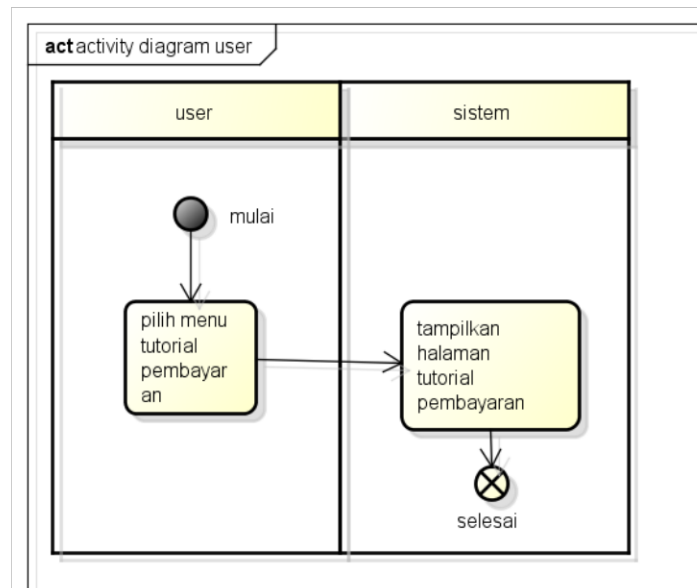 act activity diagram user
user
sistem
mulai
pilih menu
tutorial
pembayar
an
tampilkan
halaman
tutorial
pembayaran
selesai